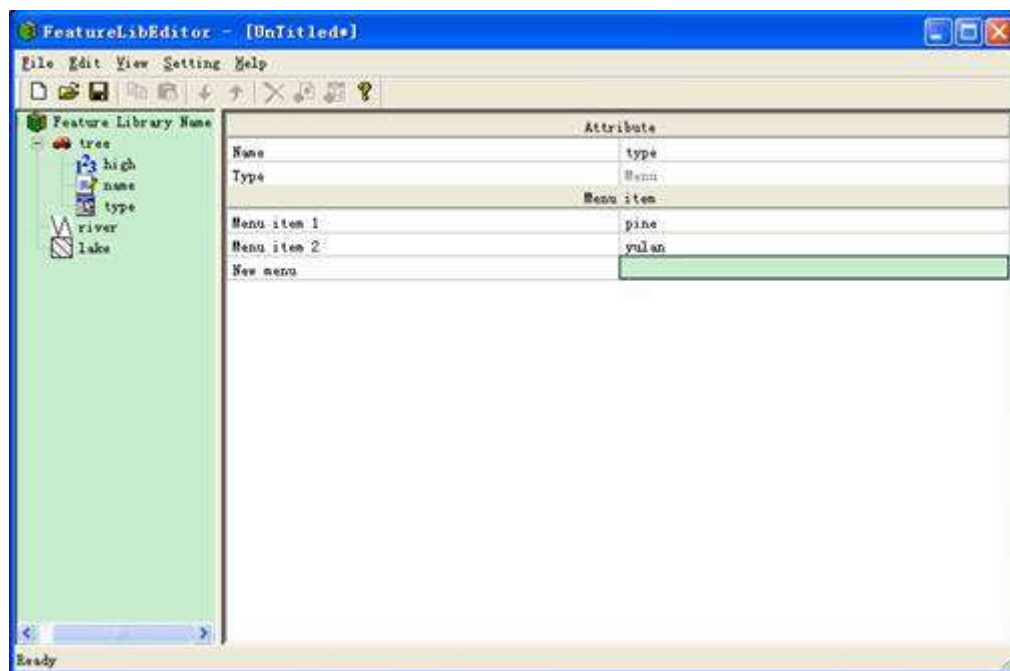 FeatureLibEditor - [UnTitled*]
File Edit View Setting Help
Feature Library Name
tree
high
name
type
river
lake
Attribute
Name type
Type Menu
Menu item
Menu item 1 pine
Menu item 2 yulan
New menu
Ready